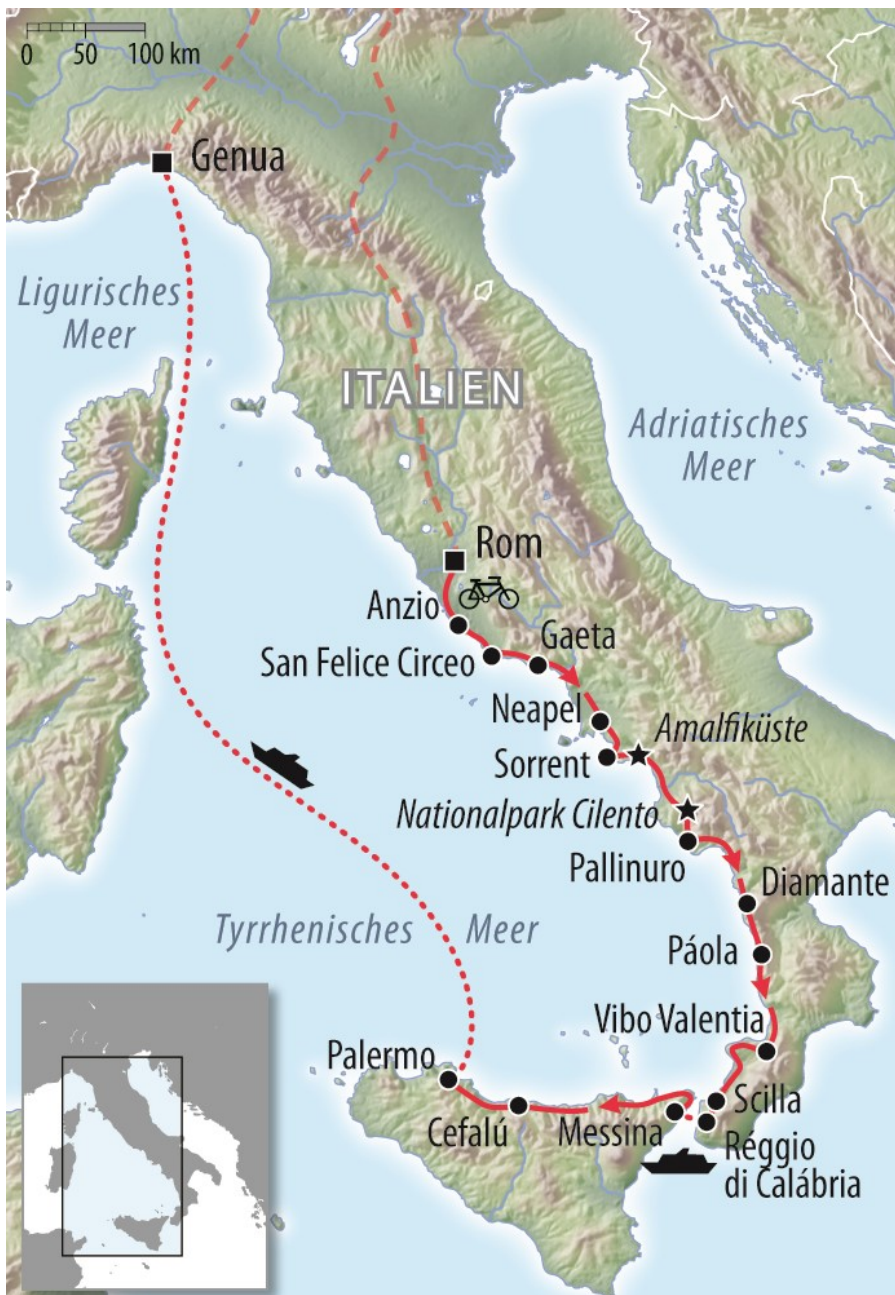 0 50 100 km
Genua
Ligurisches
Meer
ITALIEN
Adriatisches
Meer
Rom
Anzio
Gaeta
San Felice Circeo
Neapel
Amalfiküste
Sorrent
Nationalpark Cilento
Pallinuro
Diamante
Tyrrhenisches Meer
Páola
Vibo Valentia
Palermo
Scilla
Cefalú
Messina
Réggio
di Calábria